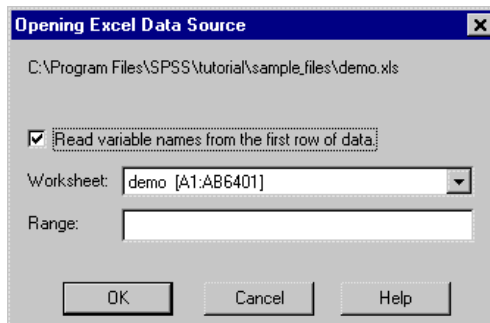 Opening Excel Data Source
C:\Program Files\SPSS\tutorial\sample_files\demo.xls
Read variable names from the first row of data.
Worksheet: demo [A1:AB6401]
Range:
OK Cancel Help